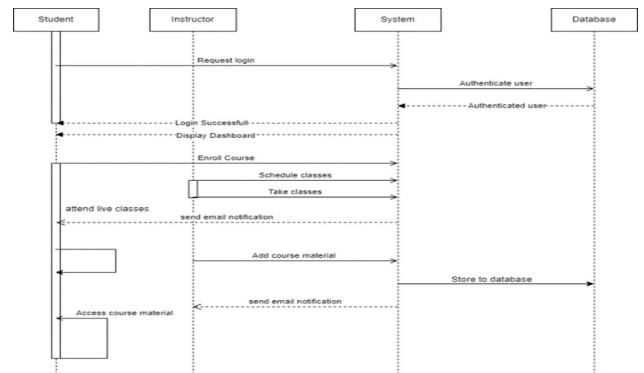 Student
Instructor
System
Database
Request login
Authenticate user
Authenticated user
Login Successfull
Display Dashboard
Enroll Course
Schedule classes
Take classes
attend live classes
send email notification
Add course material
Store to database
send email notification
Access course material